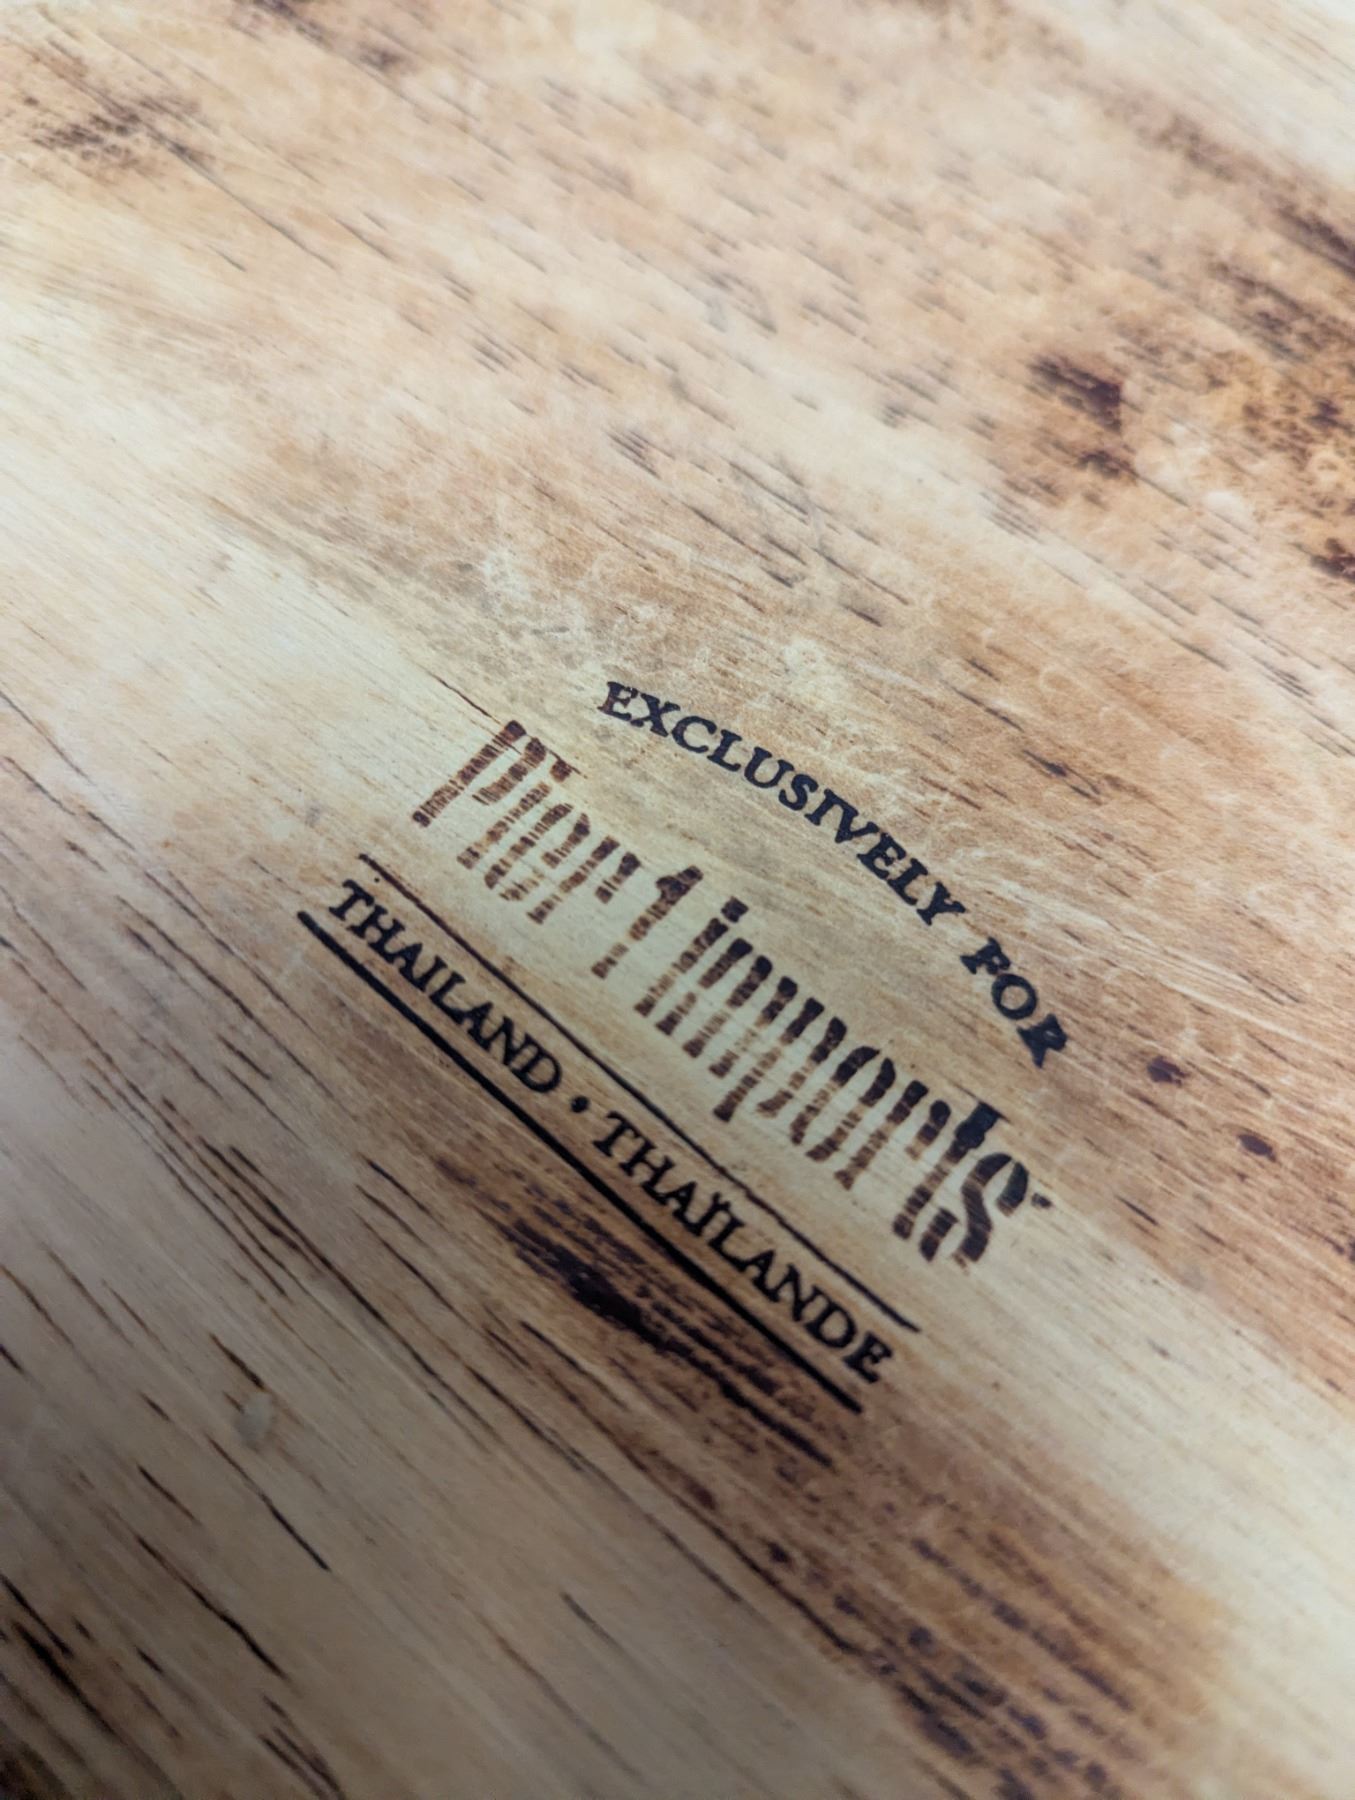 EXCLUSIVELY FOR
Pier 1 imports
THAILAND • THAÏLANDE